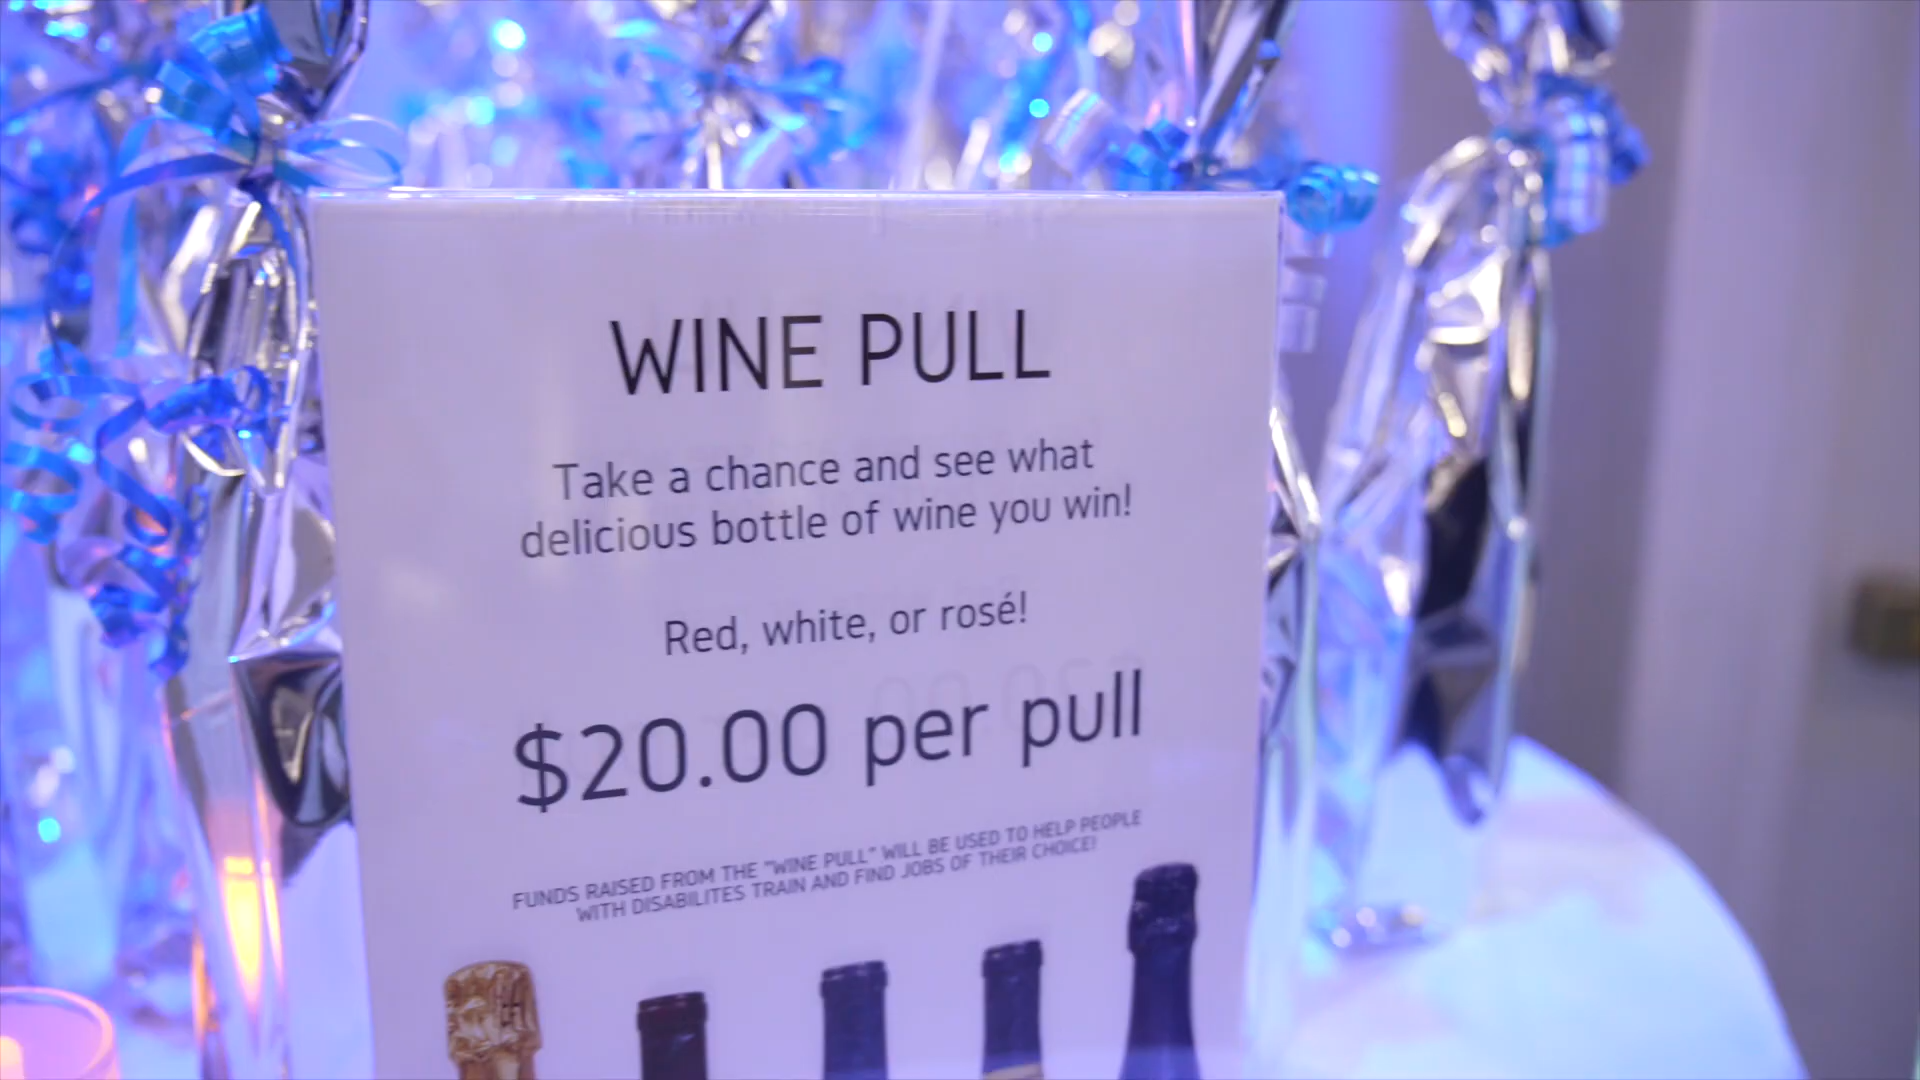 WINE PULL
Take a chance and see what
delicious bottle of wine you win!
Red, white, or rosé!
$20.00 per pull
FUNDS RAISED FROM THE "WINE PULL" WILL BE USED TO HELP PEOPLE
WITH DISABILITES TRAIN AND FIND JOBS OF THEIR CHOICE!